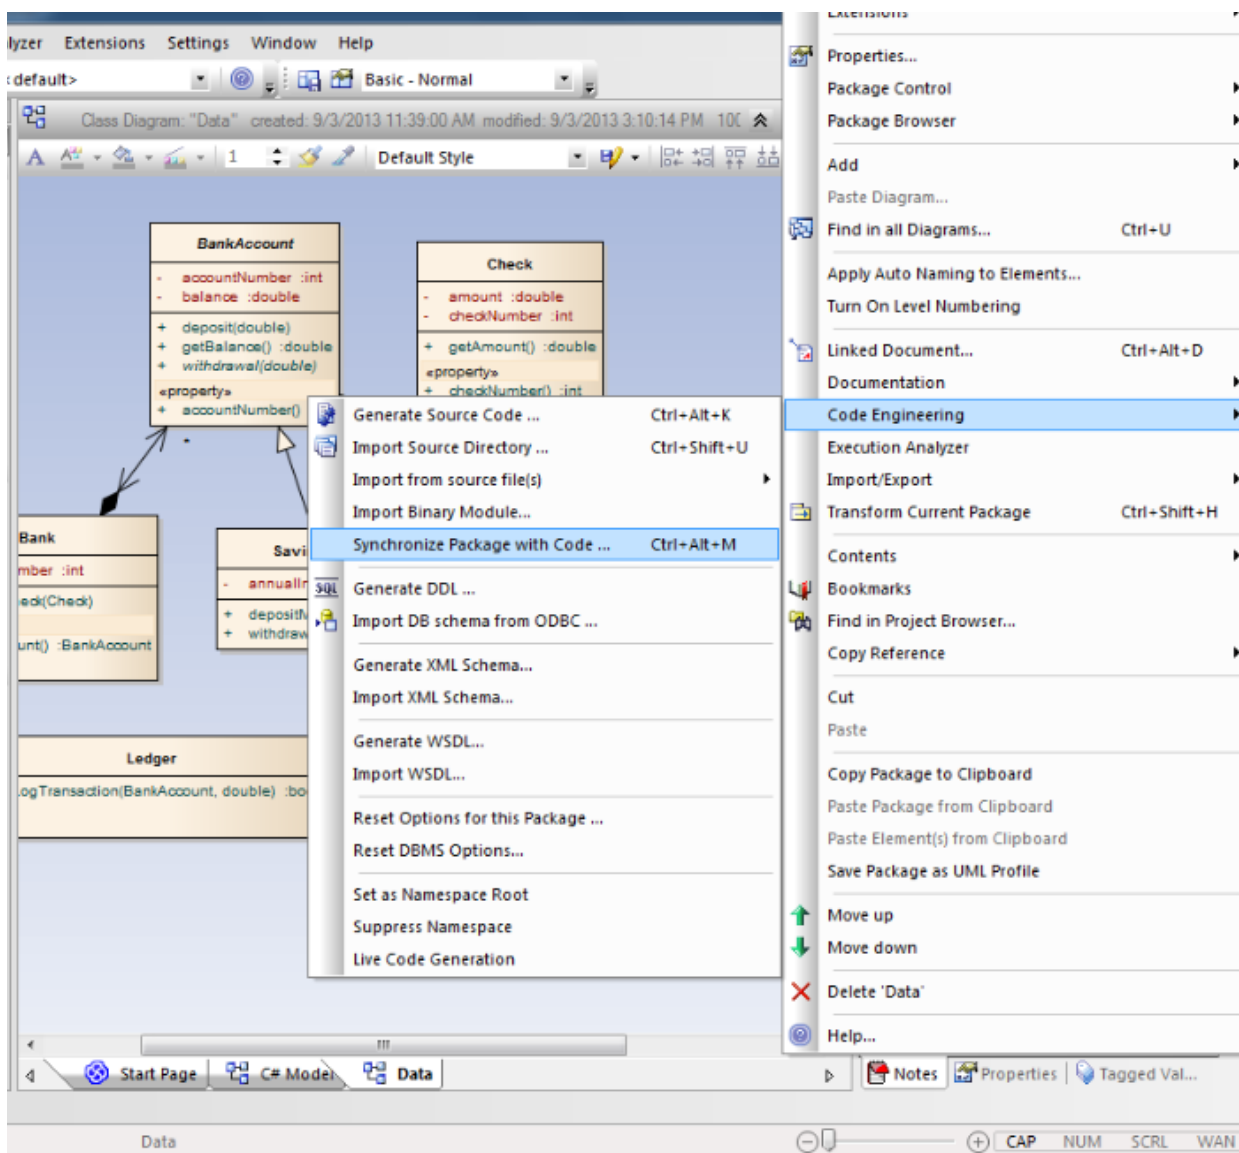 lyzer Extensions Settings Window Help
default> Basic - Normal
Class Diagram: "Data" created: 9/3/2013 11:39:00 AM modified: 9/3/2013 3:10:14 PM
A 1 Default Style
BankAccount
- accountNumber :int
- balance :double
+ deposit(double)
+ getBalance() :double
+ withdrawal(double)
«property»
+ accountNumber()
Check
- amount :double
- checkNumber :int
+ getAmount() :double
«property»
+ checkNumber() :int
*
Bank
mber :int
eck(Check)
unt() :BankAccount
Savi
- annualIn
+ deposit
+ withdraw
Ledger
ogTransaction(BankAccount, double) :bo
Generate Source Code ... Ctrl+Alt+K
Import Source Directory ... Ctrl+Shift+U
Import from source file(s)
Import Binary Module...
Synchronize Package with Code ... Ctrl+Alt+M
SQL Generate DDL ...
Import DB schema from ODBC ...
Generate XML Schema...
Import XML Schema...
Generate WSDL...
Import WSDL...
Reset Options for this Package ...
Reset DBMS Options...
Set as Namespace Root
Suppress Namespace
Live Code Generation
Extensions
Properties...
Package Control
Package Browser
Add
Paste Diagram...
Find in all Diagrams... Ctrl+U
Apply Auto Naming to Elements...
Turn On Level Numbering
Linked Document... Ctrl+Alt+D
Documentation
Code Engineering
Execution Analyzer
Import/Export
Transform Current Package Ctrl+Shift+H
Contents
Bookmarks
Find in Project Browser...
Copy Reference
Cut
Paste
Copy Package to Clipboard
Paste Package from Clipboard
Paste Element(s) from Clipboard
Save Package as UML Profile
Move up
Move down
Delete 'Data'
Help...
Start Page C# Model Data
Notes Properties Tagged Val...
Data CAP NUM SCRL WAN